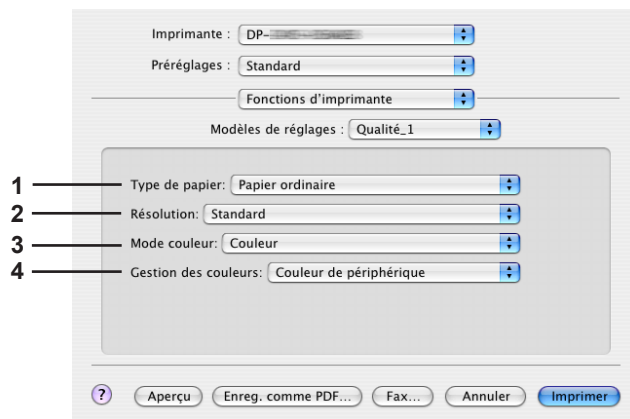 Imprimante : DP-
Préréglages : Standard
Fonctions d'imprimante
Modèles de réglages : Qualité_1
1 Type de papier: Papier ordinaire
2 Résolution: Standard
3 Mode couleur: Couleur
4 Gestion des couleurs: Couleur de périphérique
? Aperçu Enreg. comme PDF... Fax... Annuler Imprimer